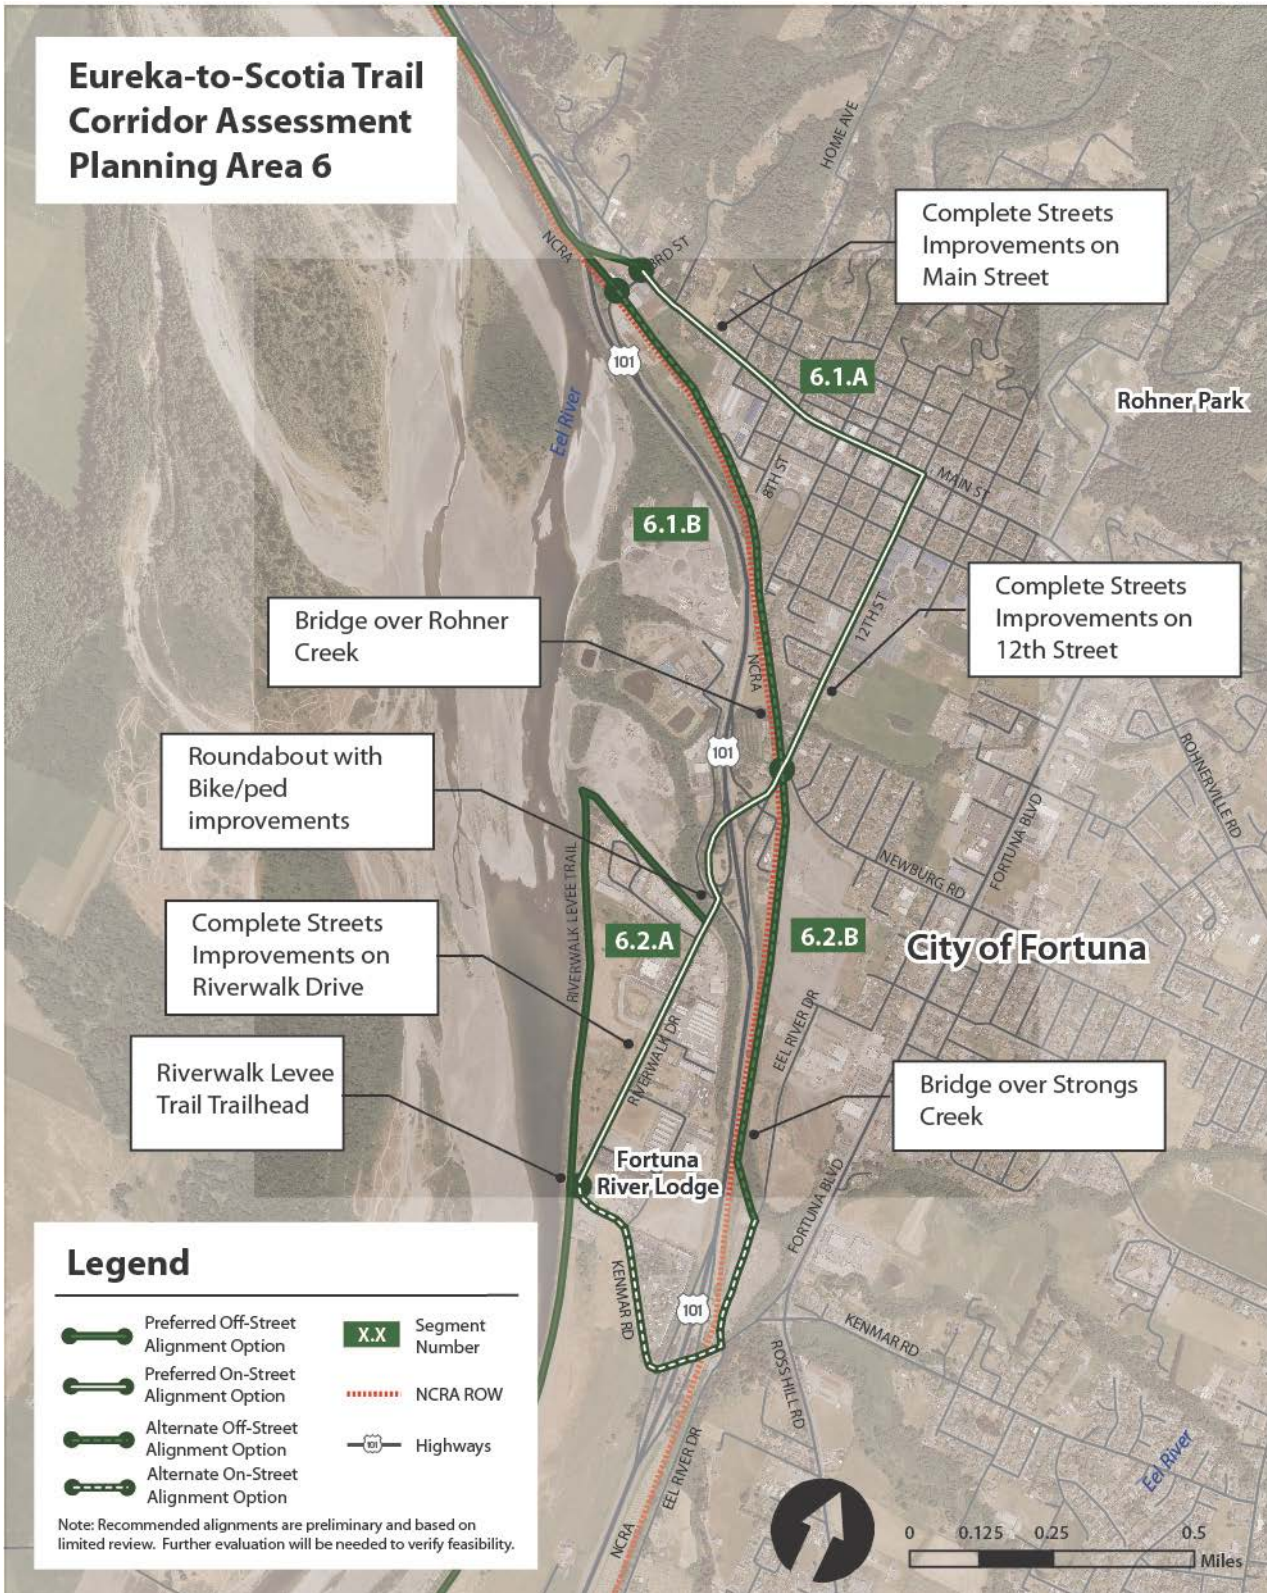 Eureka-to-Scotia Trail
Corridor Assessment
Planning Area 6
HOME AVE
Complete Streets
Improvements on
Main Street
NCRA
3RD ST
101
6.1.A
Rohner Park
Eel River
8TH ST
MAIN ST
6.1.B
Complete Streets
Improvements on
12th Street
12TH ST
Bridge over Rohner
Creek
NCRA
101
ROHNERVILLE RD
Roundabout with
Bike/ped
improvements
FORTUNA BLVD
NEWBURG RD
RIVERWALK LEVEE TRAIL
Complete Streets
Improvements on
Riverwalk Drive
6.2.A
6.2.B
City of Fortuna
EEL RIVER DR
RIVERWALK DR
Riverwalk Levee
Trail Trailhead
Bridge over Strongs
Creek
Fortuna
River Lodge
FORTUNA BLVD
KENMAR RD
101
KENMAR RD
ROSS HILL RD
EEL RIVER DR
NCRA
Eel River
Legend
Preferred Off-Street
Alignment Option
Preferred On-Street
Alignment Option
Alternate Off-Street
Alignment Option
Alternate On-Street
Alignment Option
X.X
Segment
Number
NCRA ROW
101
Highways
Note: Recommended alignments are preliminary and based on
limited review. Further evaluation will be needed to verify feasibility.
0 0.125 0.25 0.5
Miles